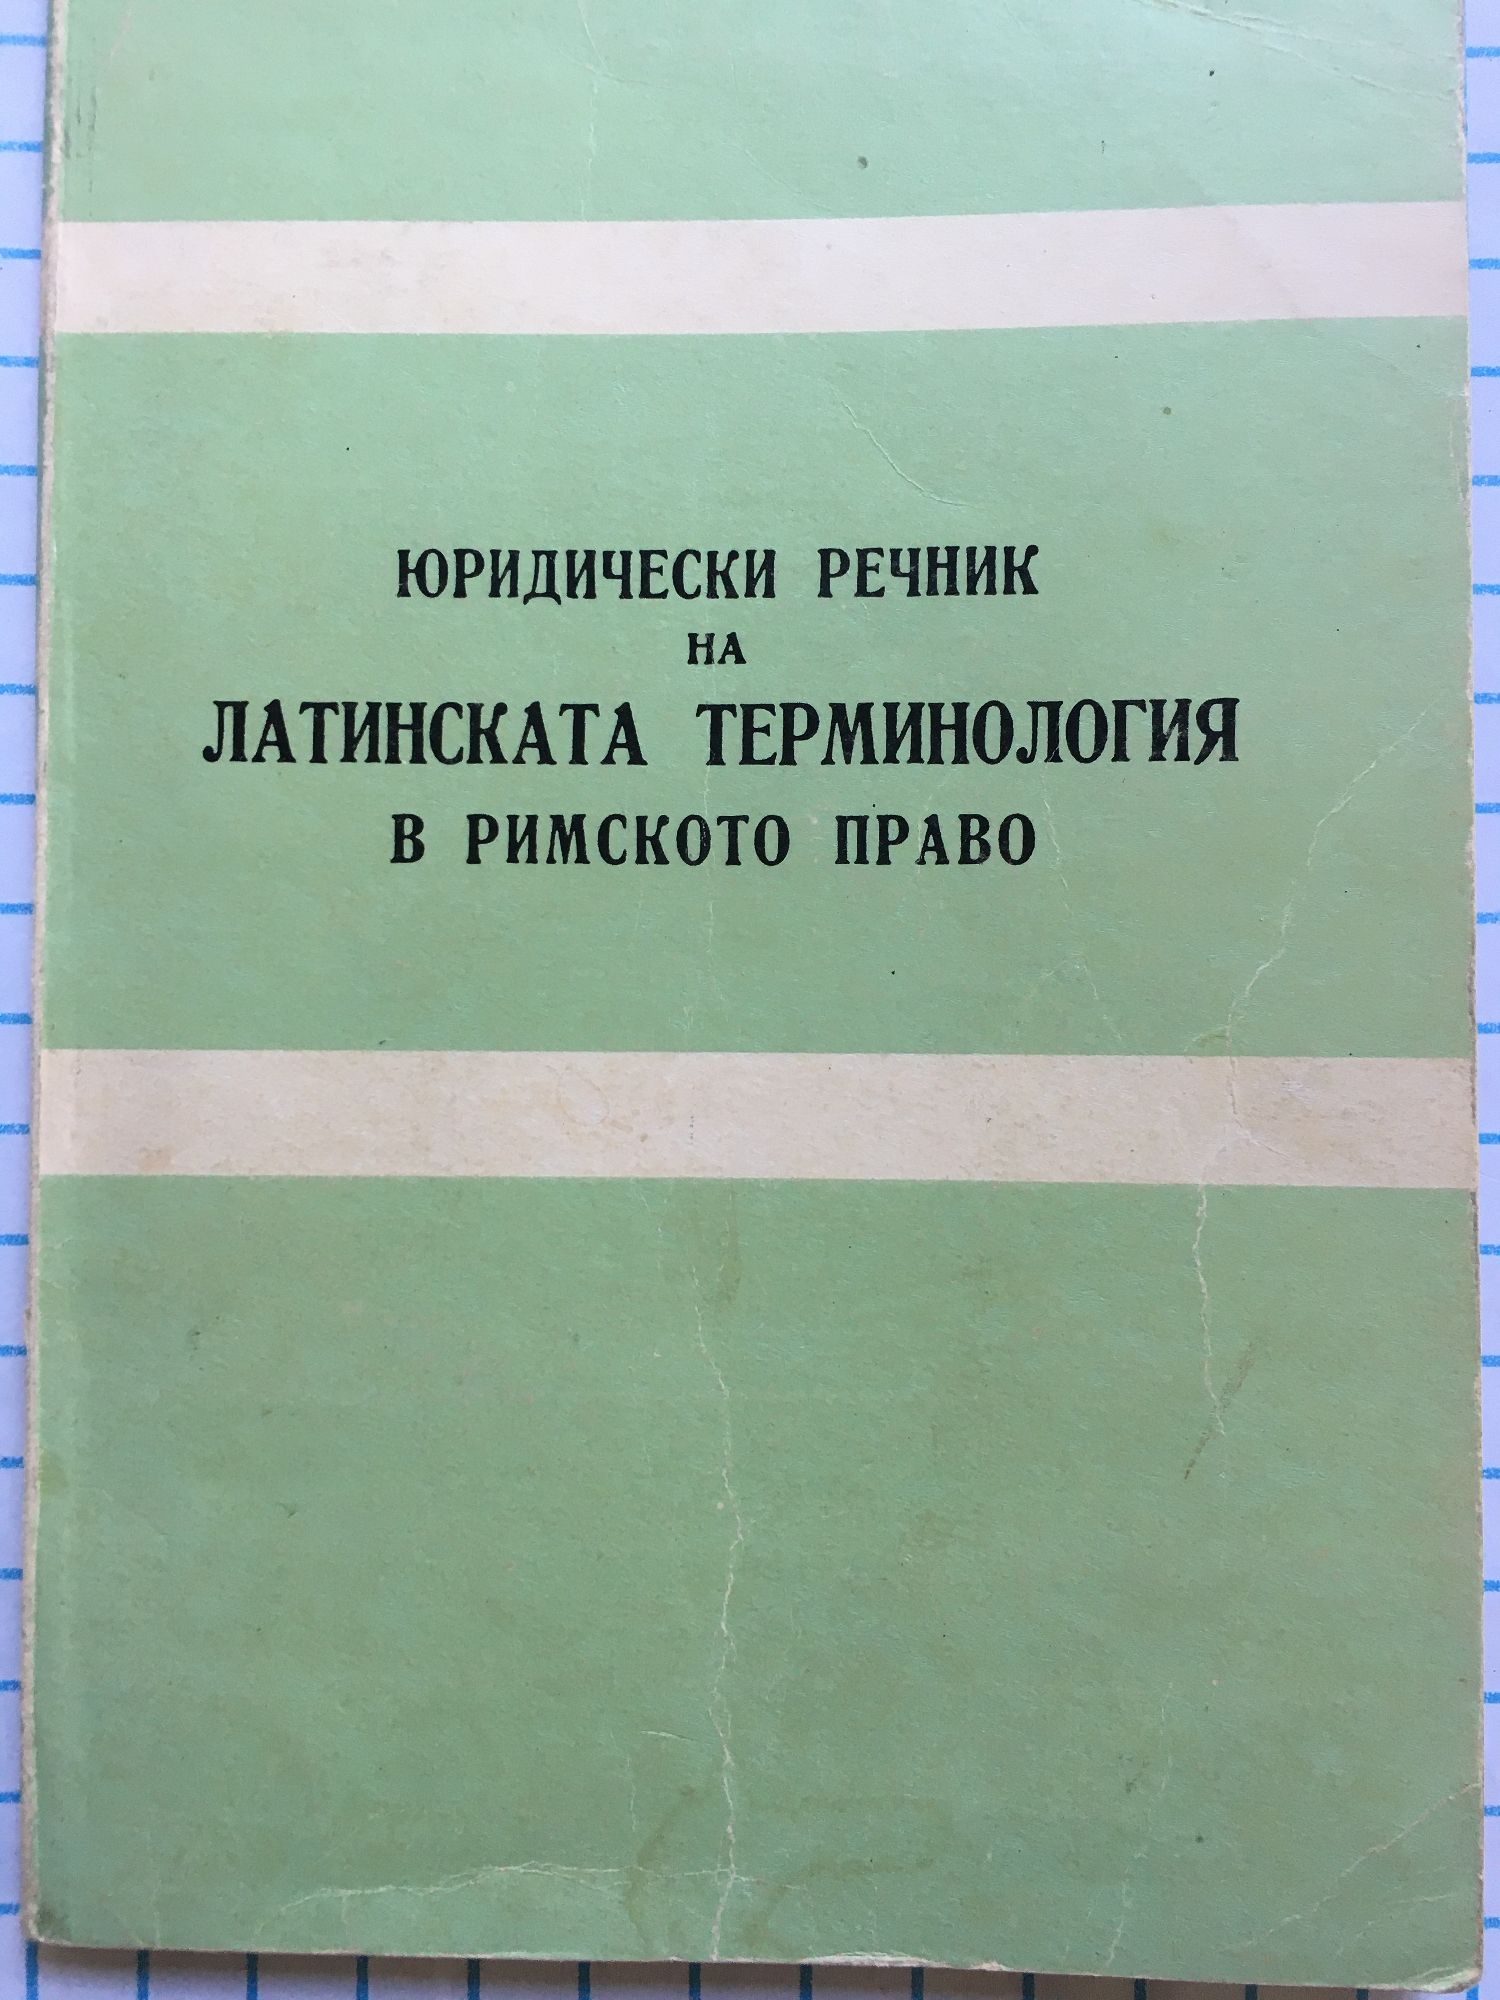 ЮРИДИЧЕСКИ РЕЧНИК
НА
ЛАТИНСКАТА ТЕРМИНОЛОГИЯ
В РИМСКОТО ПРАВО